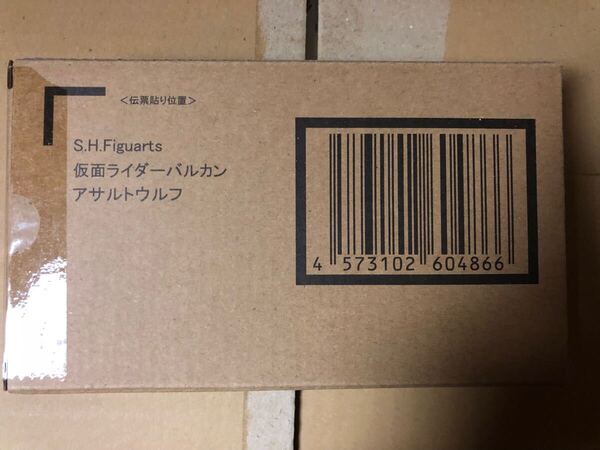 ＜伝票貼り位置＞
S.H.Figuarts
仮面ライダーバルカン
アサルトウルフ
4 573102 604866